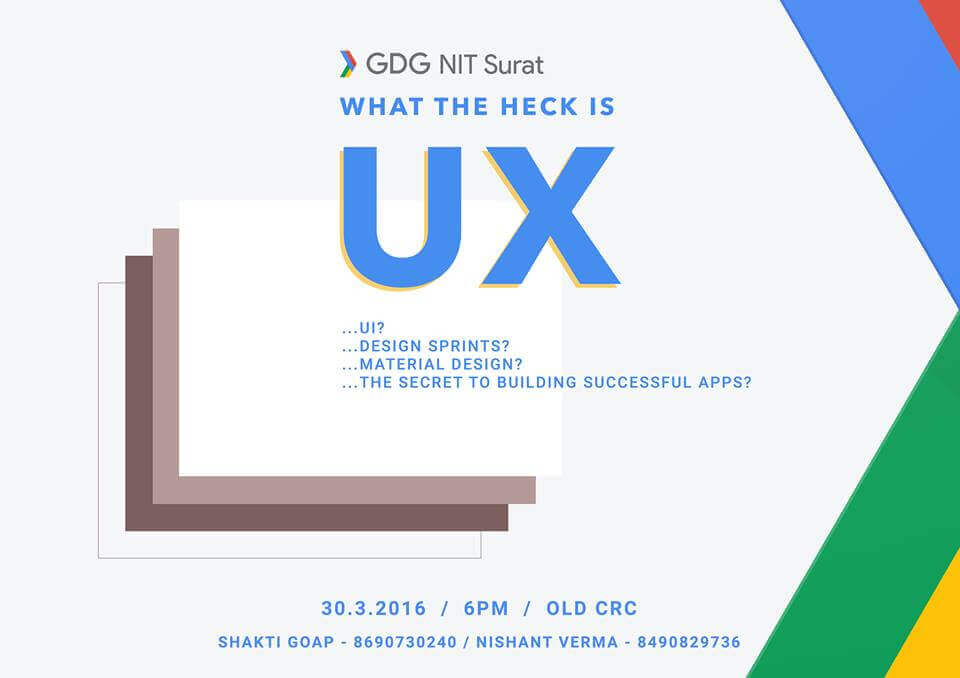 GDG NIT Surat
WHAT THE HECK IS
UX
...UI?
...DESIGN SPRINTS?
...MATERIAL DESIGN?
...THE SECRET TO BUILDING SUCCESSFUL APPS?
30.3.2016 / 6PM / OLD CRC
SHAKTI GOAP - 8690730240 / NISHANT VERMA - 8490829736